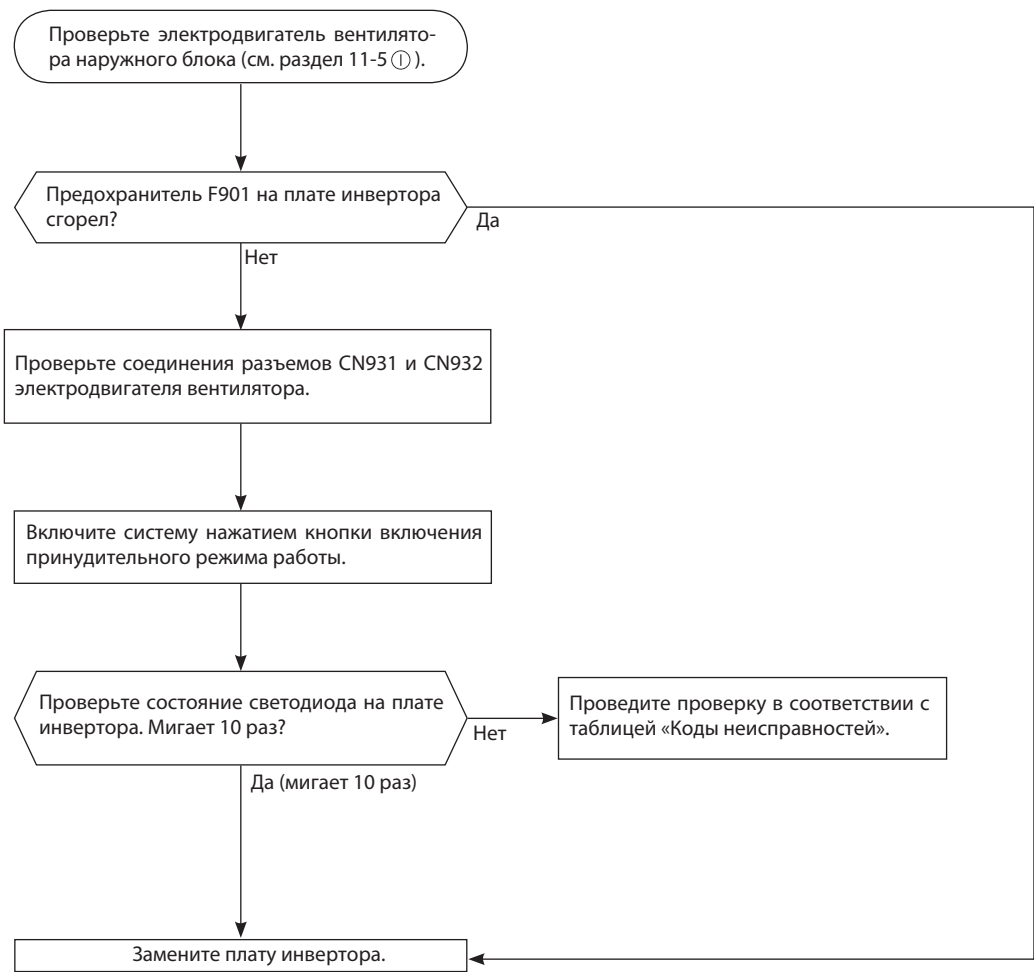 Проверьте электродвигатель вентилято-
ра наружного блока (см. раздел 11-5 Ⓘ ).
Предохранитель F901 на плате инвертора
сгорел?
Да
Нет
Проверьте соединения разъемов CN931 и CN932
электродвигателя вентилятора.
Включите систему нажатием кнопки включения
принудительного режима работы.
Проверьте состояние светодиода на плате
инвертора. Мигает 10 раз?
Нет
Проведите проверку в соответствии с
таблицей «Коды неисправностей».
Да (мигает 10 раз)
Замените плату инвертора.